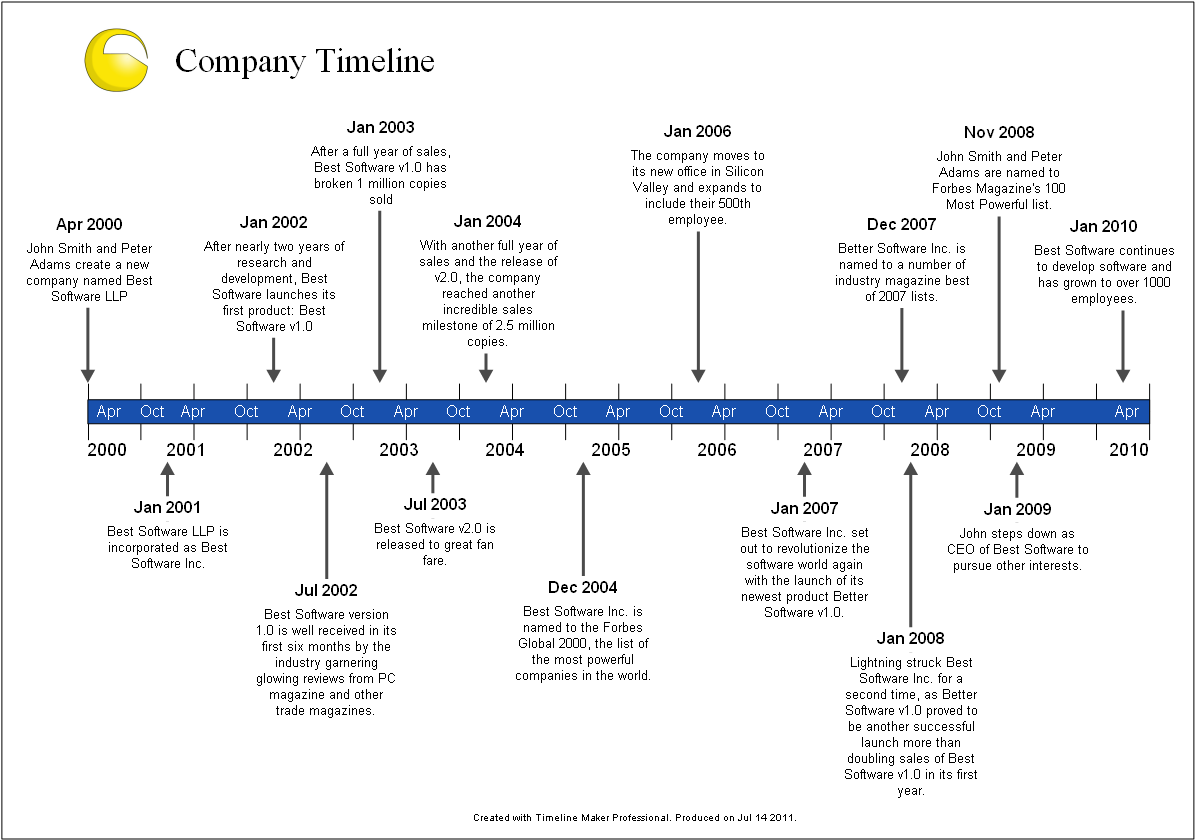 Company Timeline
Apr 2000
John Smith and Peter
Adams create a new
company named Best
Software LLP
Jan 2002
After nearly two years of
research and
development, Best
Software launches its
first product: Best
Software v1.0
Jan 2003
After a full year of sales,
Best Software v1.0 has
broken 1 million copies
sold
Jan 2004
With another full year of
sales and the release of
v2.0, the company
reached another
incredible sales
milestone of 2.5 million
copies.
Jan 2006
The company moves to
its new office in Silicon
Valley and expands to
include their 500th
employee.
Dec 2007
Better Software Inc. is
named to a number of
industry magazine best
of 2007 lists.
Nov 2008
John Smith and Peter
Adams are named to
Forbes Magazine's 100
Most Powerful list.
Jan 2010
Best Software continues
to develop software and
has grown to over 1000
employees.
Apr Oct Apr Oct Apr Oct Apr Oct Apr Oct Apr Oct Apr Oct Apr Oct Apr Oct Apr Apr
2000 2001 2002 2003 2004 2005 2006 2007 2008 2009 2010
Jan 2001
Best Software LLP is
incorporated as Best
Software Inc.
Jul 2002
Best Software version
1.0 is well received in its
first six months by the
industry garnering
glowing reviews from PC
magazine and other
trade magazines.
Jul 2003
Best Software v2.0 is
released to great fan
fare.
Dec 2004
Best Software Inc. is
named to the Forbes
Global 2000, the list of
the most powerful
companies in the world.
Jan 2007
Best Software Inc. set
out to revolutionize the
software world again
with the launch of its
newest product Better
Software v1.0.
Jan 2008
Lightning struck Best
Software Inc. for a
second time, as Better
Software v1.0 proved to
be another successful
launch more than
doubling sales of Best
Software v1.0 in its first
year.
Jan 2009
John steps down as
CEO of Best Software to
pursue other interests.
Created with Timeline Maker Professional. Produced on Jul 14 2011.